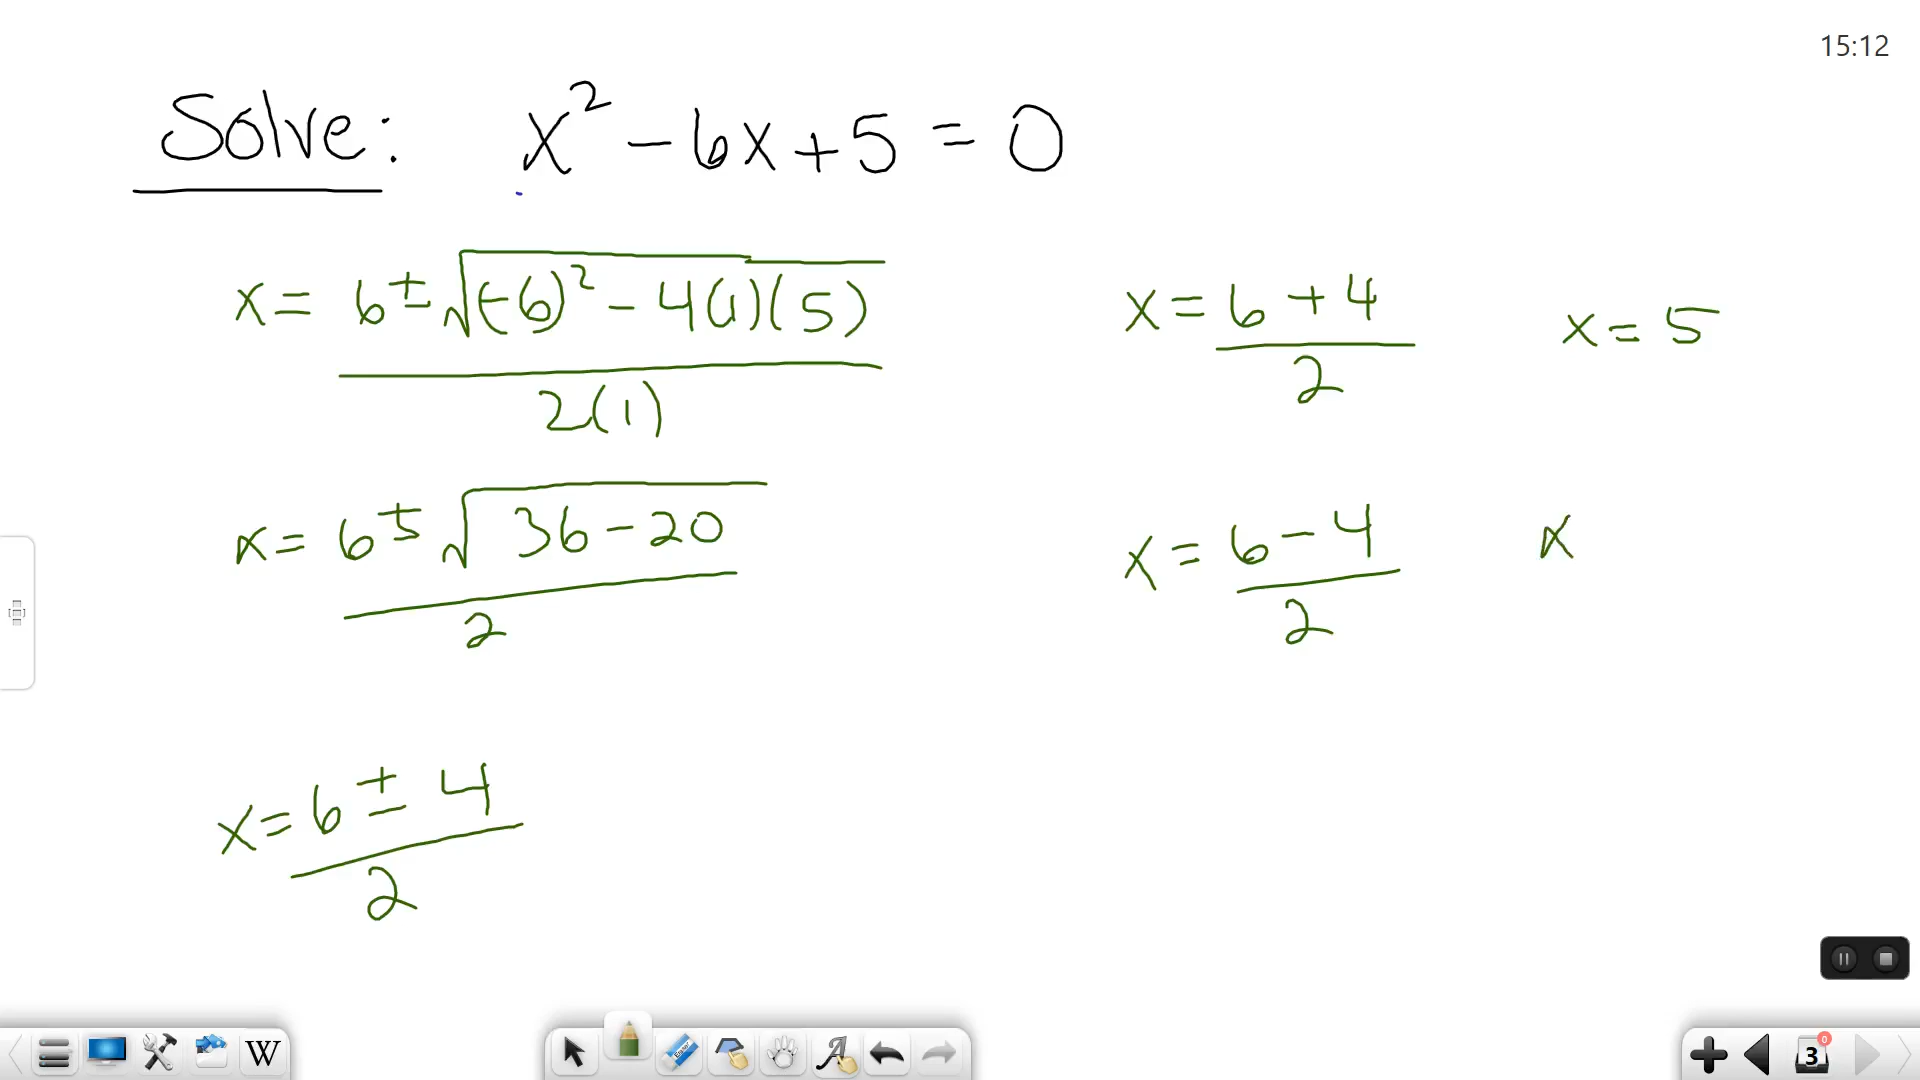 15:12
Solve: x² - 6x + 5 = 0
x = 6 ± √(-6)² - 4(1)(5)
2(1)
x = 6 ± √36 - 20
2
x = 6 ± 4
2
x = 6 + 4
2
x = 5
x = 6 - 4
2
x
Eraser
A
W
3
0